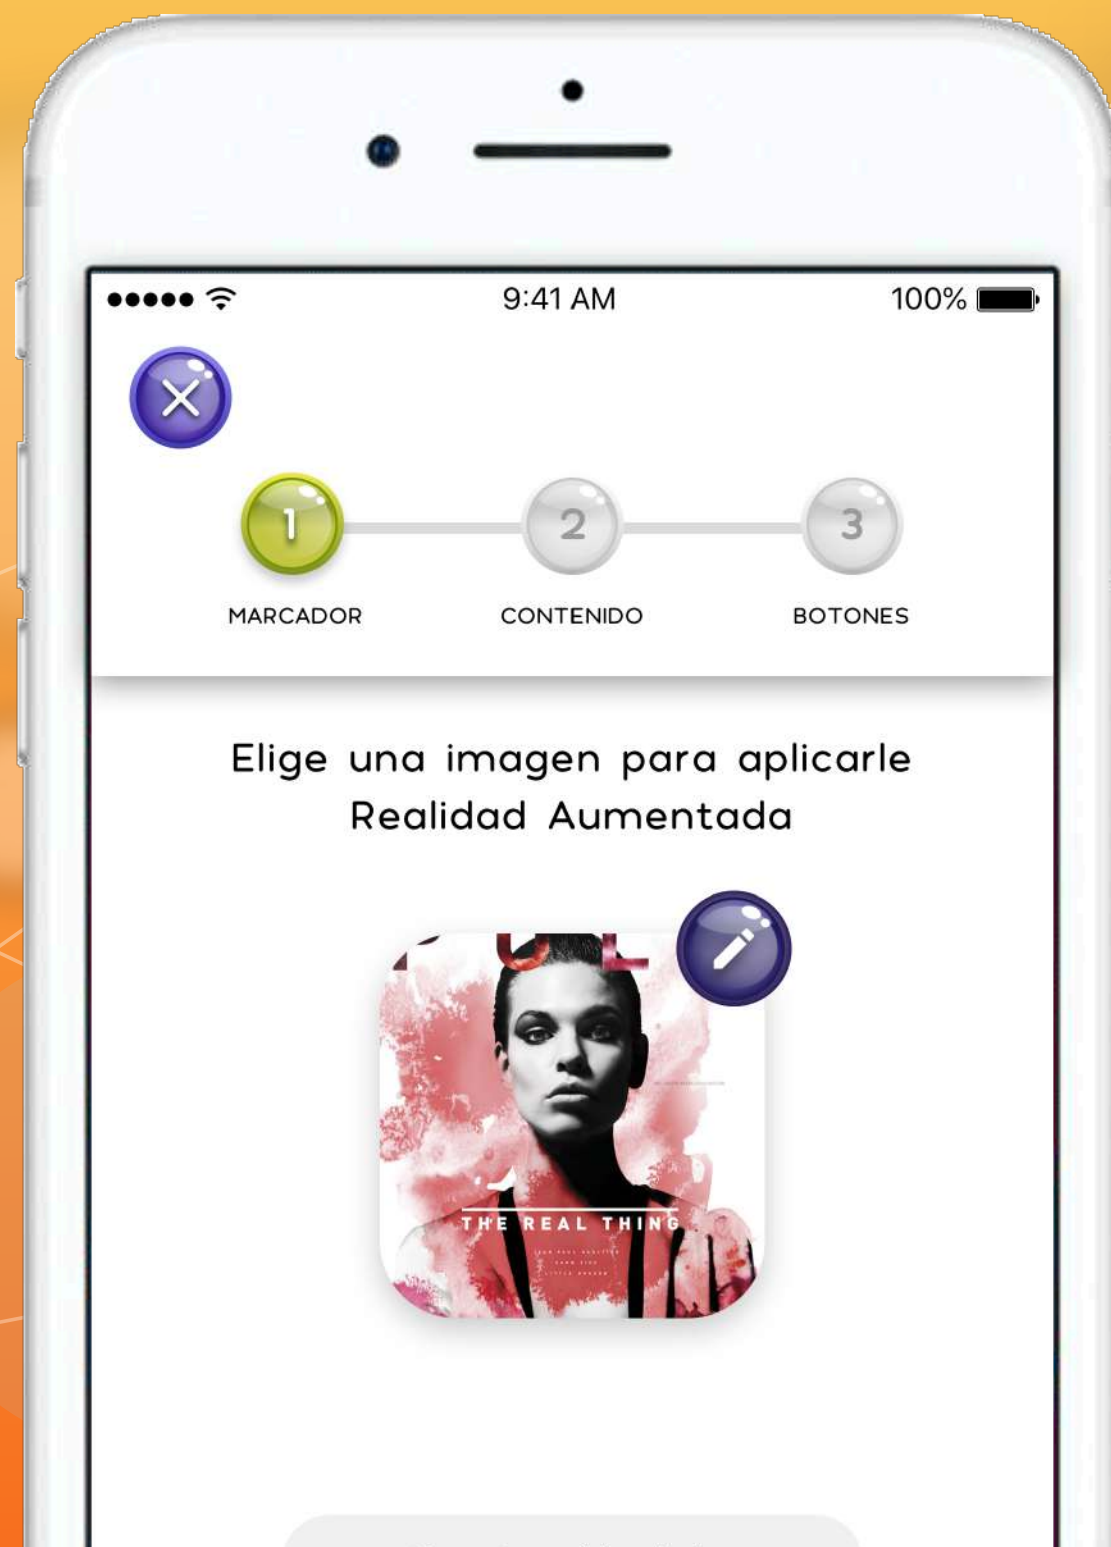 9:41 AM
100%
1
2
3
MARCADOR
CONTENIDO
BOTONES
Elige una imagen para aplicarle
Realidad Aumentada
THE REAL THING